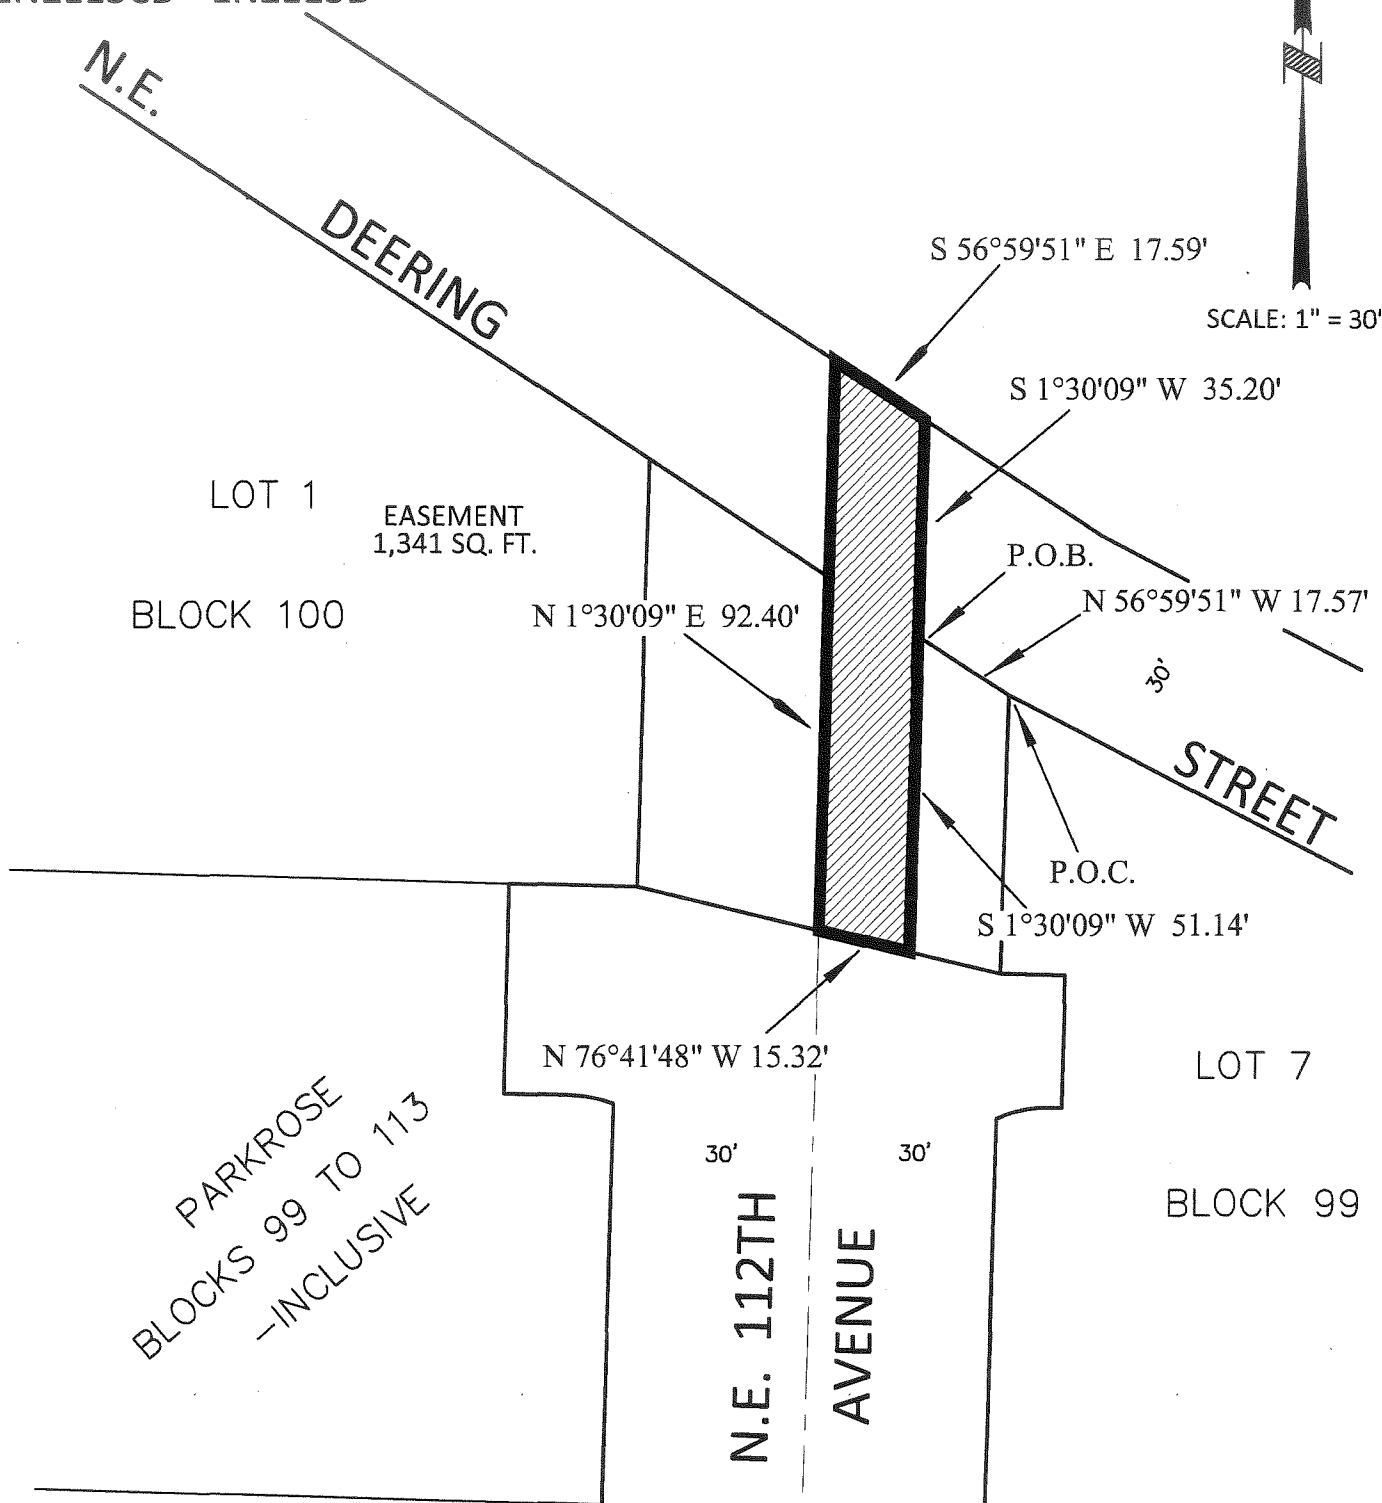 N.E.
DEERING
S 56°59'51" E 17.59'
SCALE: 1" = 30'
S 1°30'09" W 35.20'
LOT 1
EASEMENT
1,341 SQ. FT.
P.O.B.
N 56°59'51" W 17.57'
BLOCK 100
N 1°30'09" E 92.40'
30'
STREET
P.O.C.
S 1°30'09" W 51.14'
N 76°41'48" W 15.32'
LOT 7
PARKROSE
BLOCKS 99 TO 113
-INCLUSIVE
30'
30'
BLOCK 99
N.E. 112TH
AVENUE